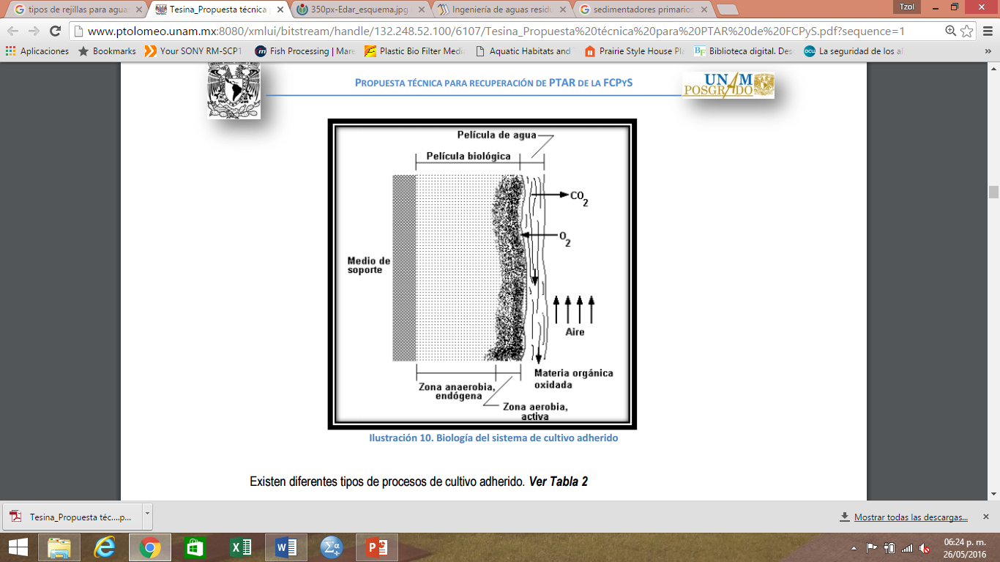 tipos de rejillas para agua
Tesina_Propuesta técnica
350px-Edar_esquema.jpg
Ingeniería de aguas residu
sedimentadores primarios
Tzol
www.ptolomeo.unam.mx:8080/xmlui/bitstream/handle/132.248.52.100/6107/Tesina_Propuesta%20técnica%20para%20PTAR%20de%20FCPyS.pdf?sequence=1
Aplicaciones
Bookmarks
Your SONY RM-SCP1
Fish Processing | Mare
Plastic Bio Filter Media
Aquatic Habitats and
Prairie Style House Pla
Biblioteca digital. Des
La seguridad de los al
PROPUESTA TÉCNICA PARA RECUPERACIÓN DE PTAR DE LA FCPYS
UNAM
POSGRADO
Película de agua
Película biológica
CO2
O2
Medio de
soporte
Aire
Materia orgánica
oxidada
Zona anaerobia,
endógena
Zona aerobia,
activa
Ilustración 10. Biología del sistema de cultivo adherido
Existen diferentes tipos de procesos de cultivo adherido. Ver Tabla 2
Tesina_Propuesta téc....p...
Mostrar todas las descargas...
06:24 p. m.
26/05/2016